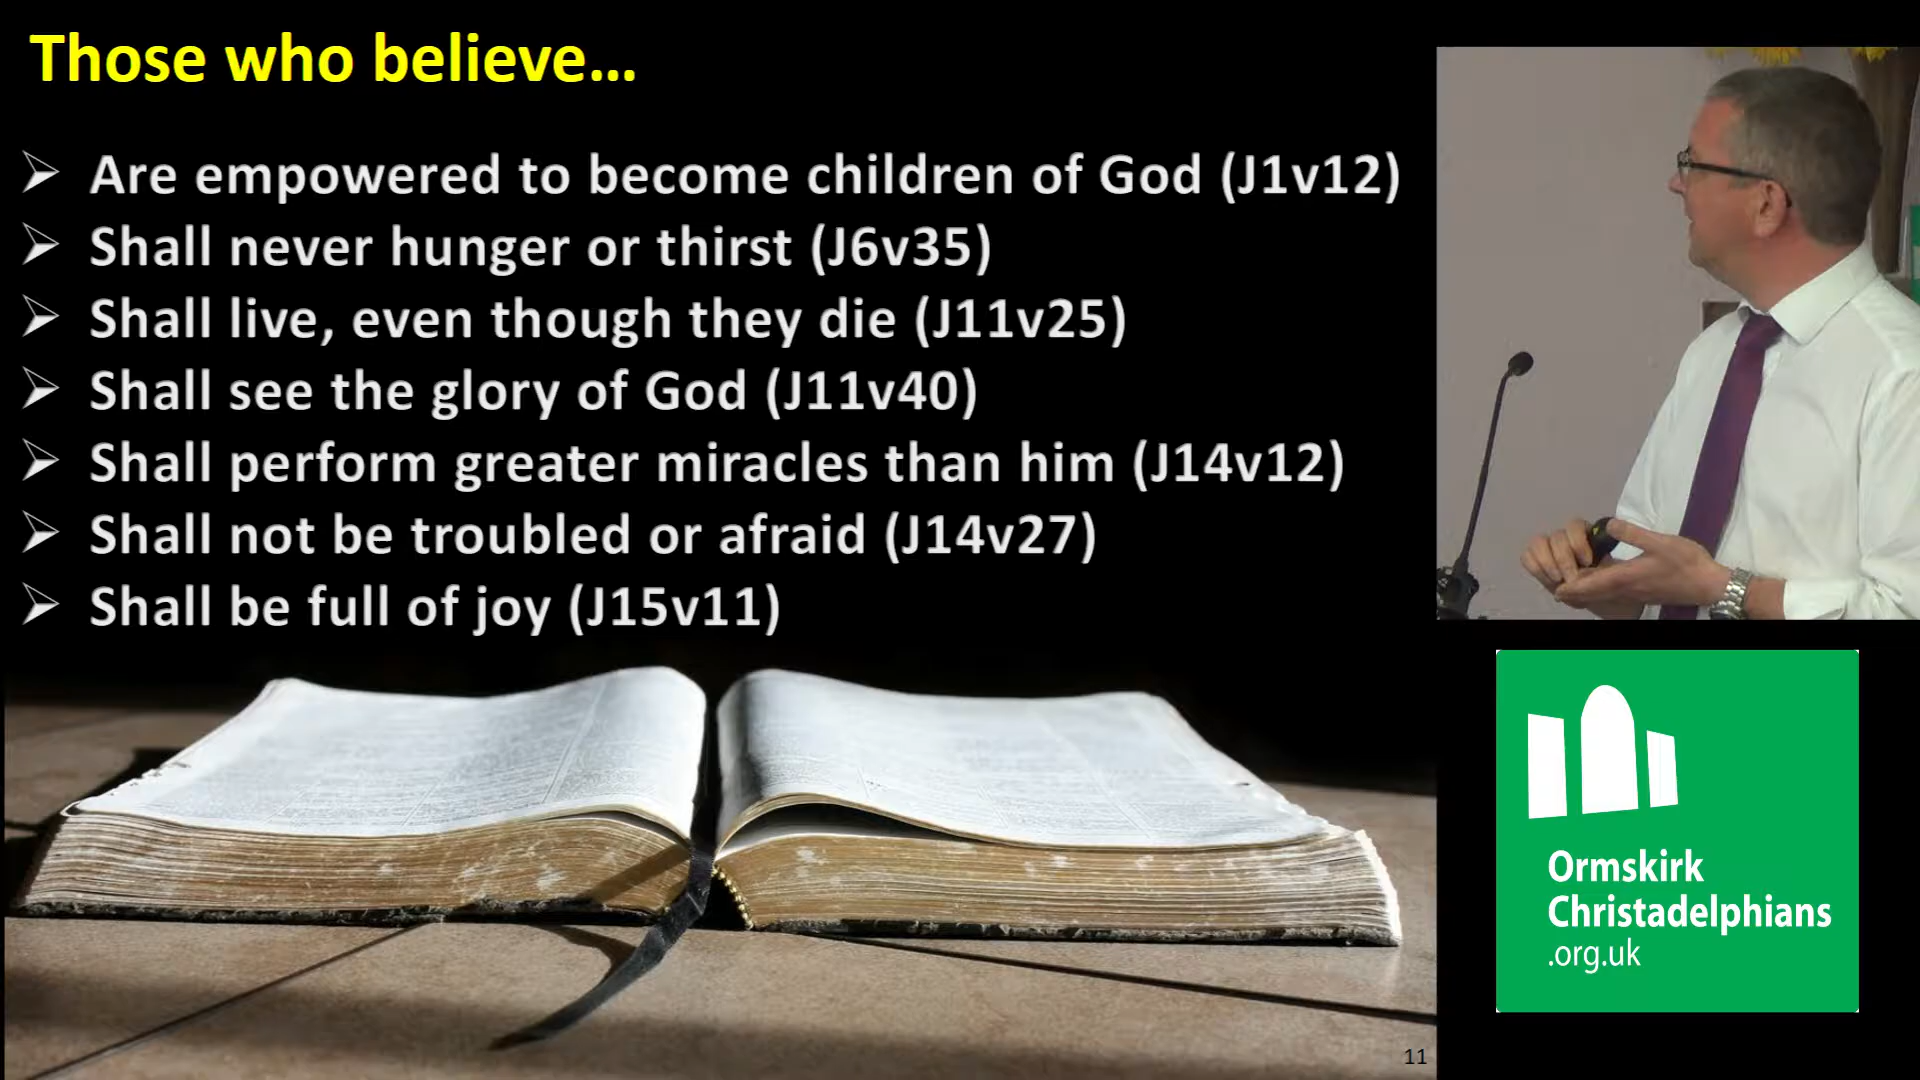 Those who believe...
Are empowered to become children of God (J1v12)
Shall never hunger or thirst (J6v35)
Shall live, even though they die (J11v25)
Shall see the glory of God (J11v40)
Shall perform greater miracles than him (J14v12)
Shall not be troubled or afraid (J14v27)
Shall be full of joy (J15v11)
Ormskirk
Christadelphians
.org.uk
11